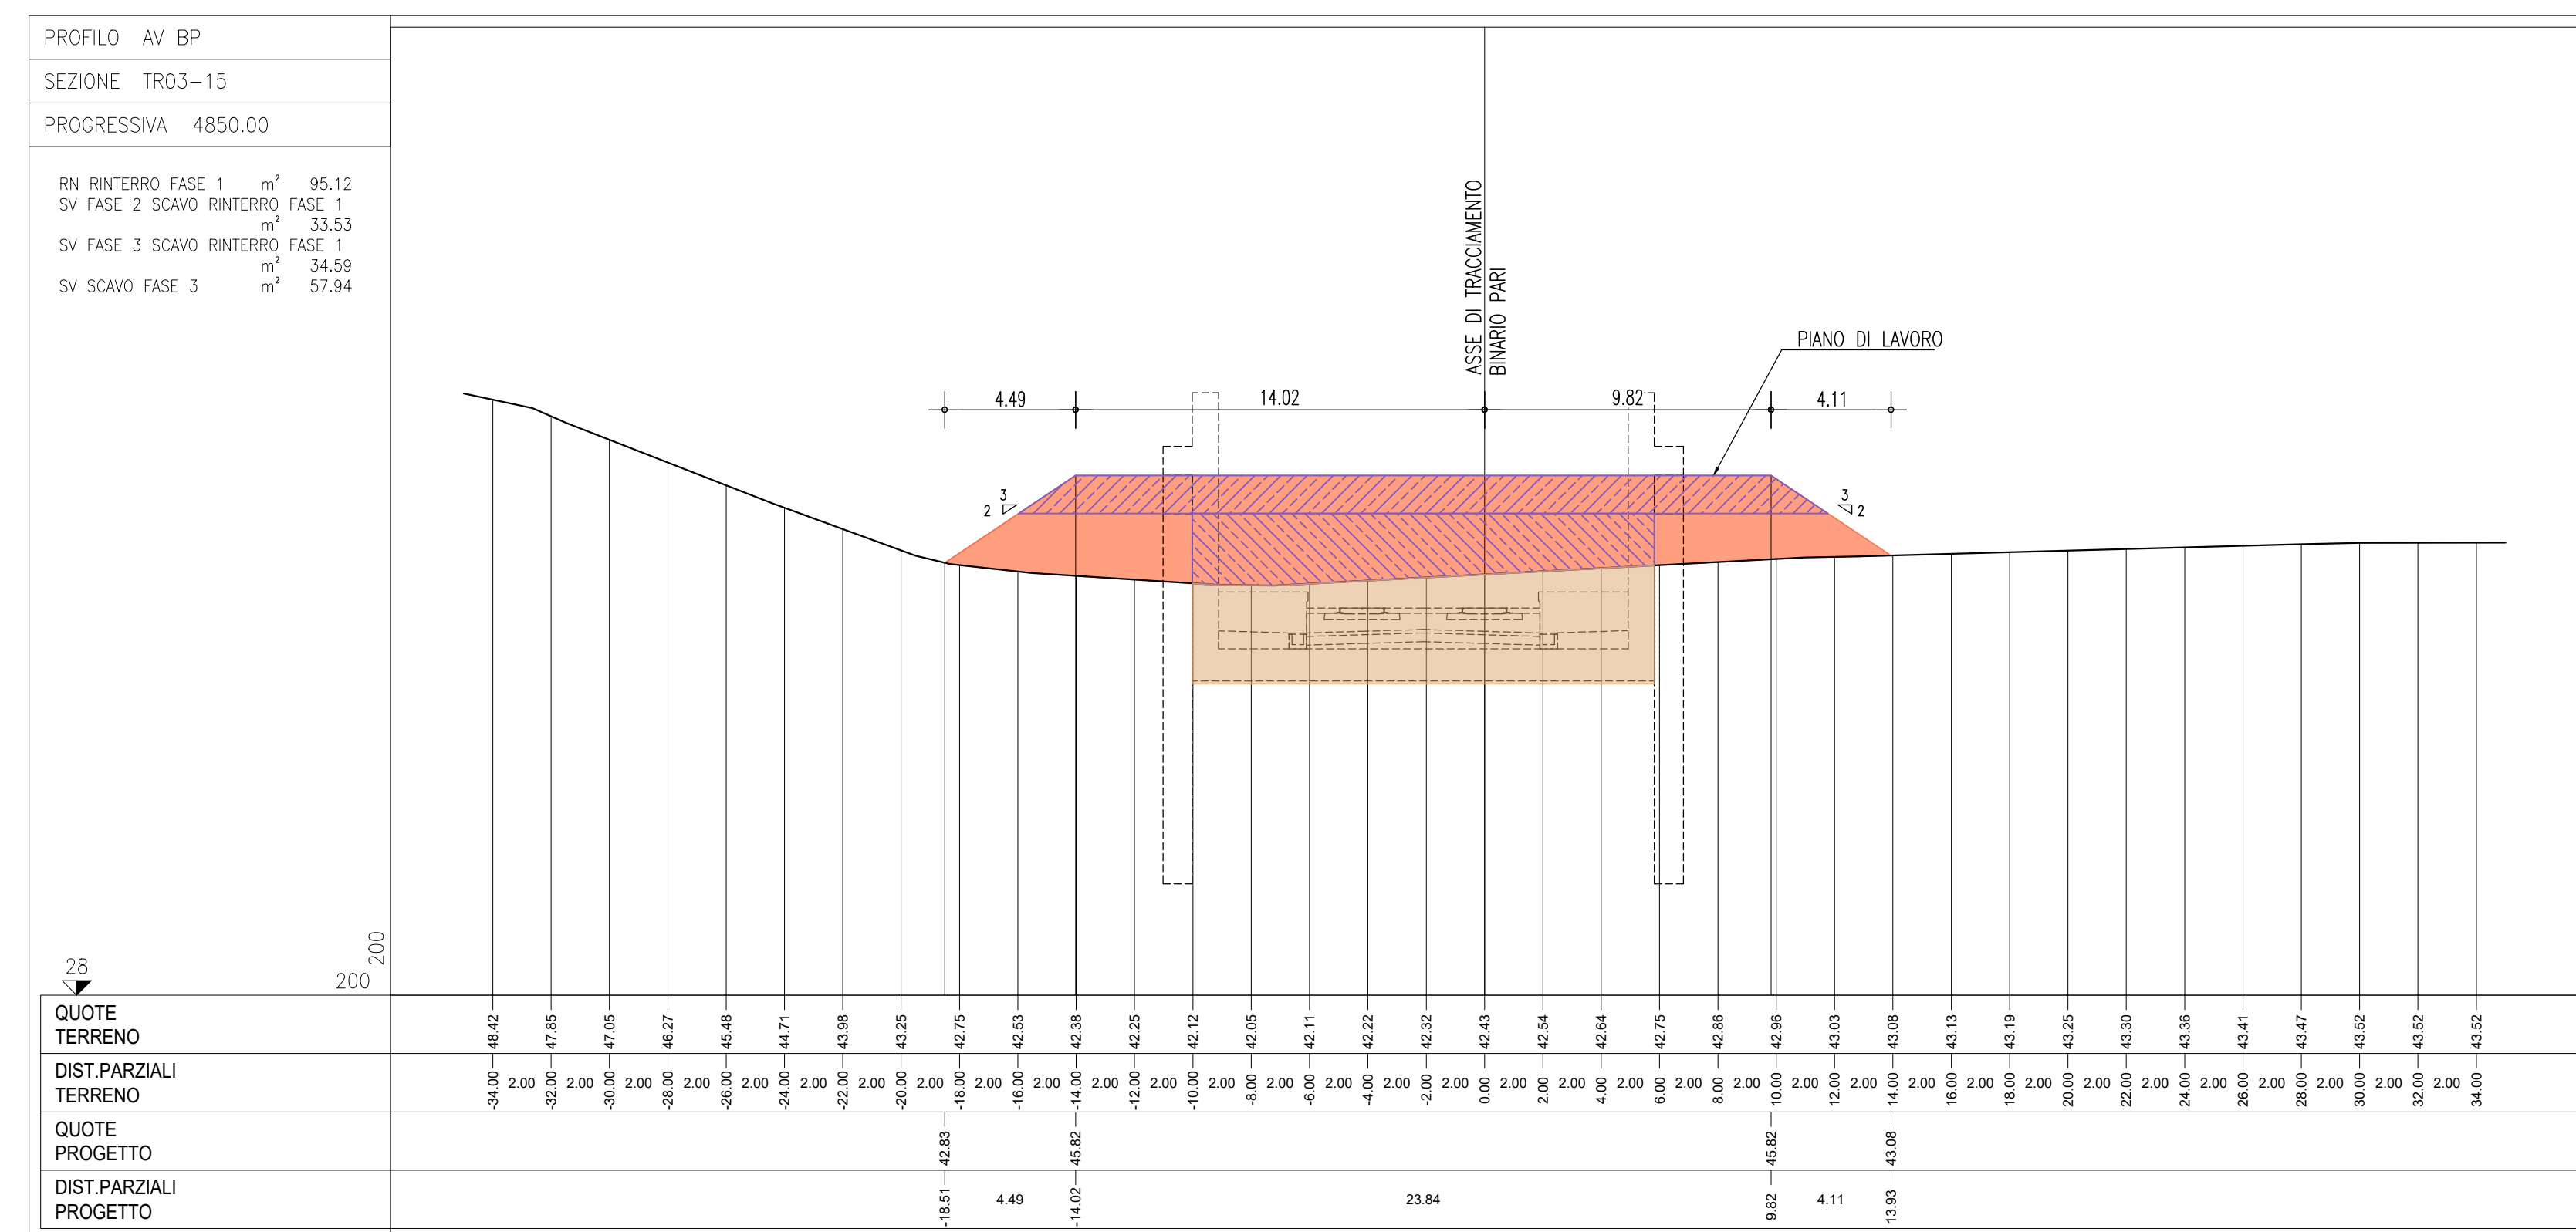 PROFILO AV BP
SEZIONE TR03-15
PROGRESSIVA 4850.00
RN RINTERRO FASE 1 m² 95.12
SV FASE 2 SCAVO RINTERRO FASE 1
m² 33.53
SV FASE 3 SCAVO RINTERRO FASE 1
m² 34.59
SV SCAVO FASE 3 m² 57.94
ASSE DI TRACCIAMENTO
BINARIO PARI
PIANO DI LAVORO
4.49 14.02 9.82 4.11
3
2
3
2
28
200
200
QUOTE
TERRENO
48.42 47.85 47.05 46.27 45.48 44.71 43.98 43.25 42.75 42.53 42.38 42.25 42.12 42.05 42.11 42.22 42.32 42.43 42.54 42.64 42.75 42.86 42.96 43.03 43.08 43.13 43.19 43.25 43.30 43.36 43.41 43.47 43.52 43.52 43.52
DIST.PARZIALI
TERRENO
-34.00 2.00 -32.00 2.00 -30.00 2.00 -28.00 2.00 -26.00 2.00 -24.00 2.00 -22.00 2.00 -20.00 2.00 -18.00 2.00 -16.00 2.00 -14.00 2.00 -12.00 2.00 -10.00 2.00 -8.00 2.00 -6.00 2.00 -4.00 2.00 -2.00 2.00 0.00 2.00 2.00 2.00 4.00 2.00 6.00 2.00 8.00 2.00 10.00 2.00 12.00 2.00 14.00 2.00 16.00 2.00 18.00 2.00 20.00 2.00 22.00 2.00 24.00 2.00 26.00 2.00 28.00 2.00 30.00 2.00 32.00 2.00 34.00
QUOTE
PROGETTO
42.83 45.82 45.82 43.08
DIST.PARZIALI
PROGETTO
-18.51 4.49 -14.02 23.84 9.82 4.11 13.93